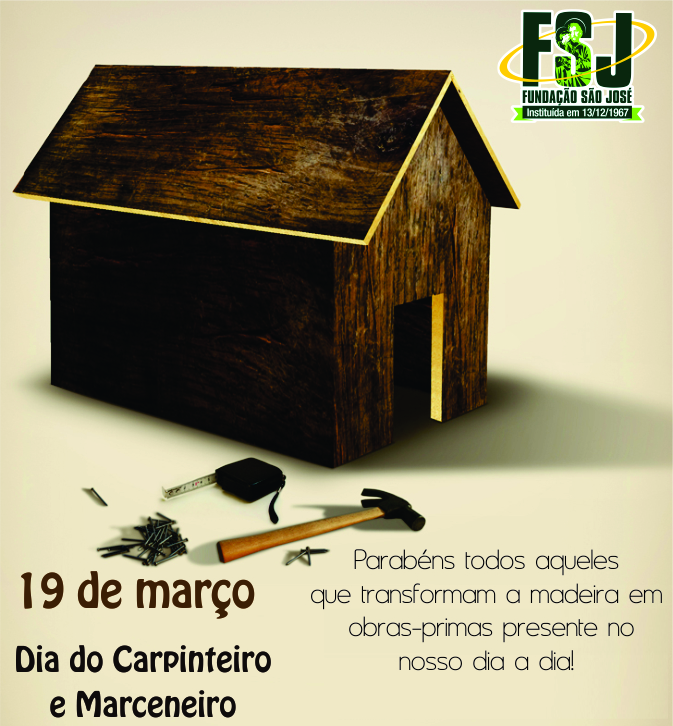 FSJ
FUNDAÇÃO SÃO JOSÉ
Instituída em 13/12/1967
Parabéns todos aqueles
que transformam a madeira em
obras-primas presente no
nosso dia a dia!
19 de março
Dia do Carpinteiro
e Marceneiro